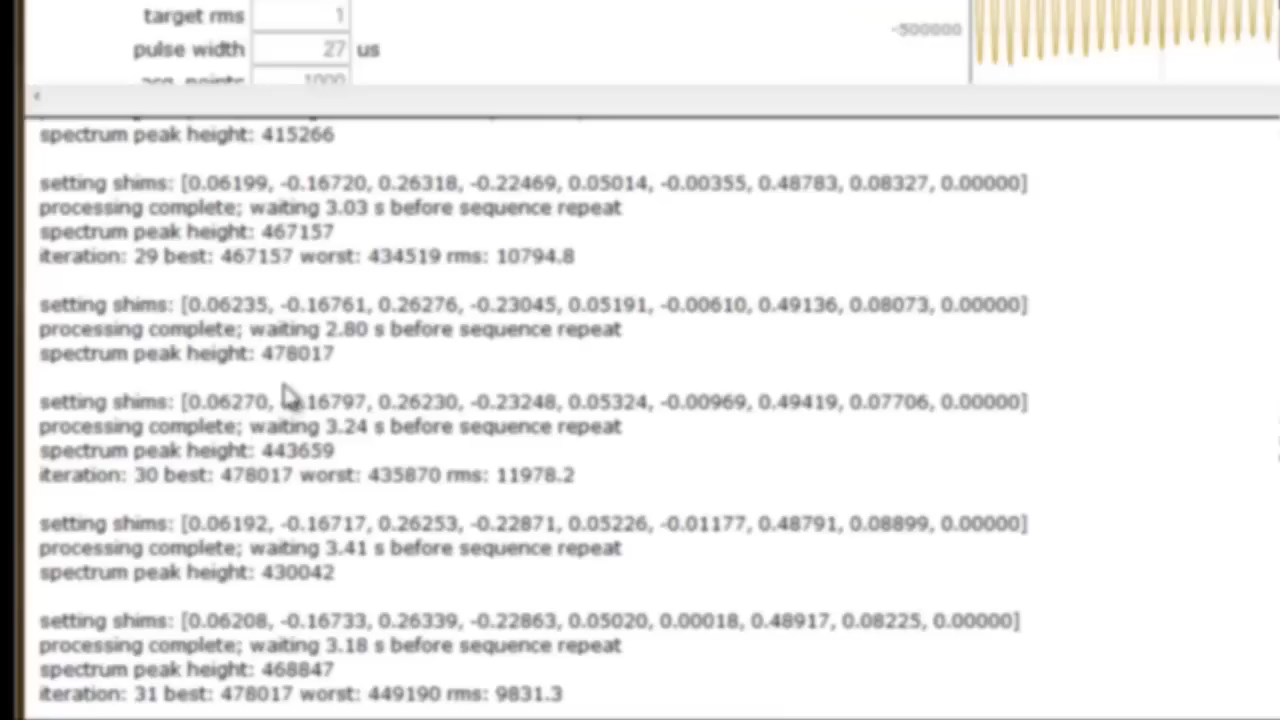 target rms 1
pulse width 27 us
acq. points 1000
-500000
spectrum peak height: 415266
setting shims: [0.06199, -0.16720, 0.26318, -0.22469, 0.05014, -0.00355, 0.48783, 0.08327, 0.00000]
processing complete; waiting 3.03 s before sequence repeat
spectrum peak height: 467157
iteration: 29 best: 467157 worst: 434519 rms: 10794.8
setting shims: [0.06235, -0.16761, 0.26276, -0.23045, 0.05191, -0.00610, 0.49136, 0.08073, 0.00000]
processing complete; waiting 2.80 s before sequence repeat
spectrum peak height: 478017
setting shims: [0.06270, -0.16797, 0.26230, -0.23248, 0.05324, -0.00969, 0.49419, 0.07706, 0.00000]
processing complete; waiting 3.24 s before sequence repeat
spectrum peak height: 443659
iteration: 30 best: 478017 worst: 435870 rms: 11978.2
setting shims: [0.06192, -0.16717, 0.26253, -0.22871, 0.05226, -0.01177, 0.48791, 0.08899, 0.00000]
processing complete; waiting 3.41 s before sequence repeat
spectrum peak height: 430042
setting shims: [0.06208, -0.16733, 0.26339, -0.22863, 0.05020, 0.00018, 0.48917, 0.08225, 0.00000]
processing complete; waiting 3.18 s before sequence repeat
spectrum peak height: 468847
iteration: 31 best: 478017 worst: 449190 rms: 9831.3